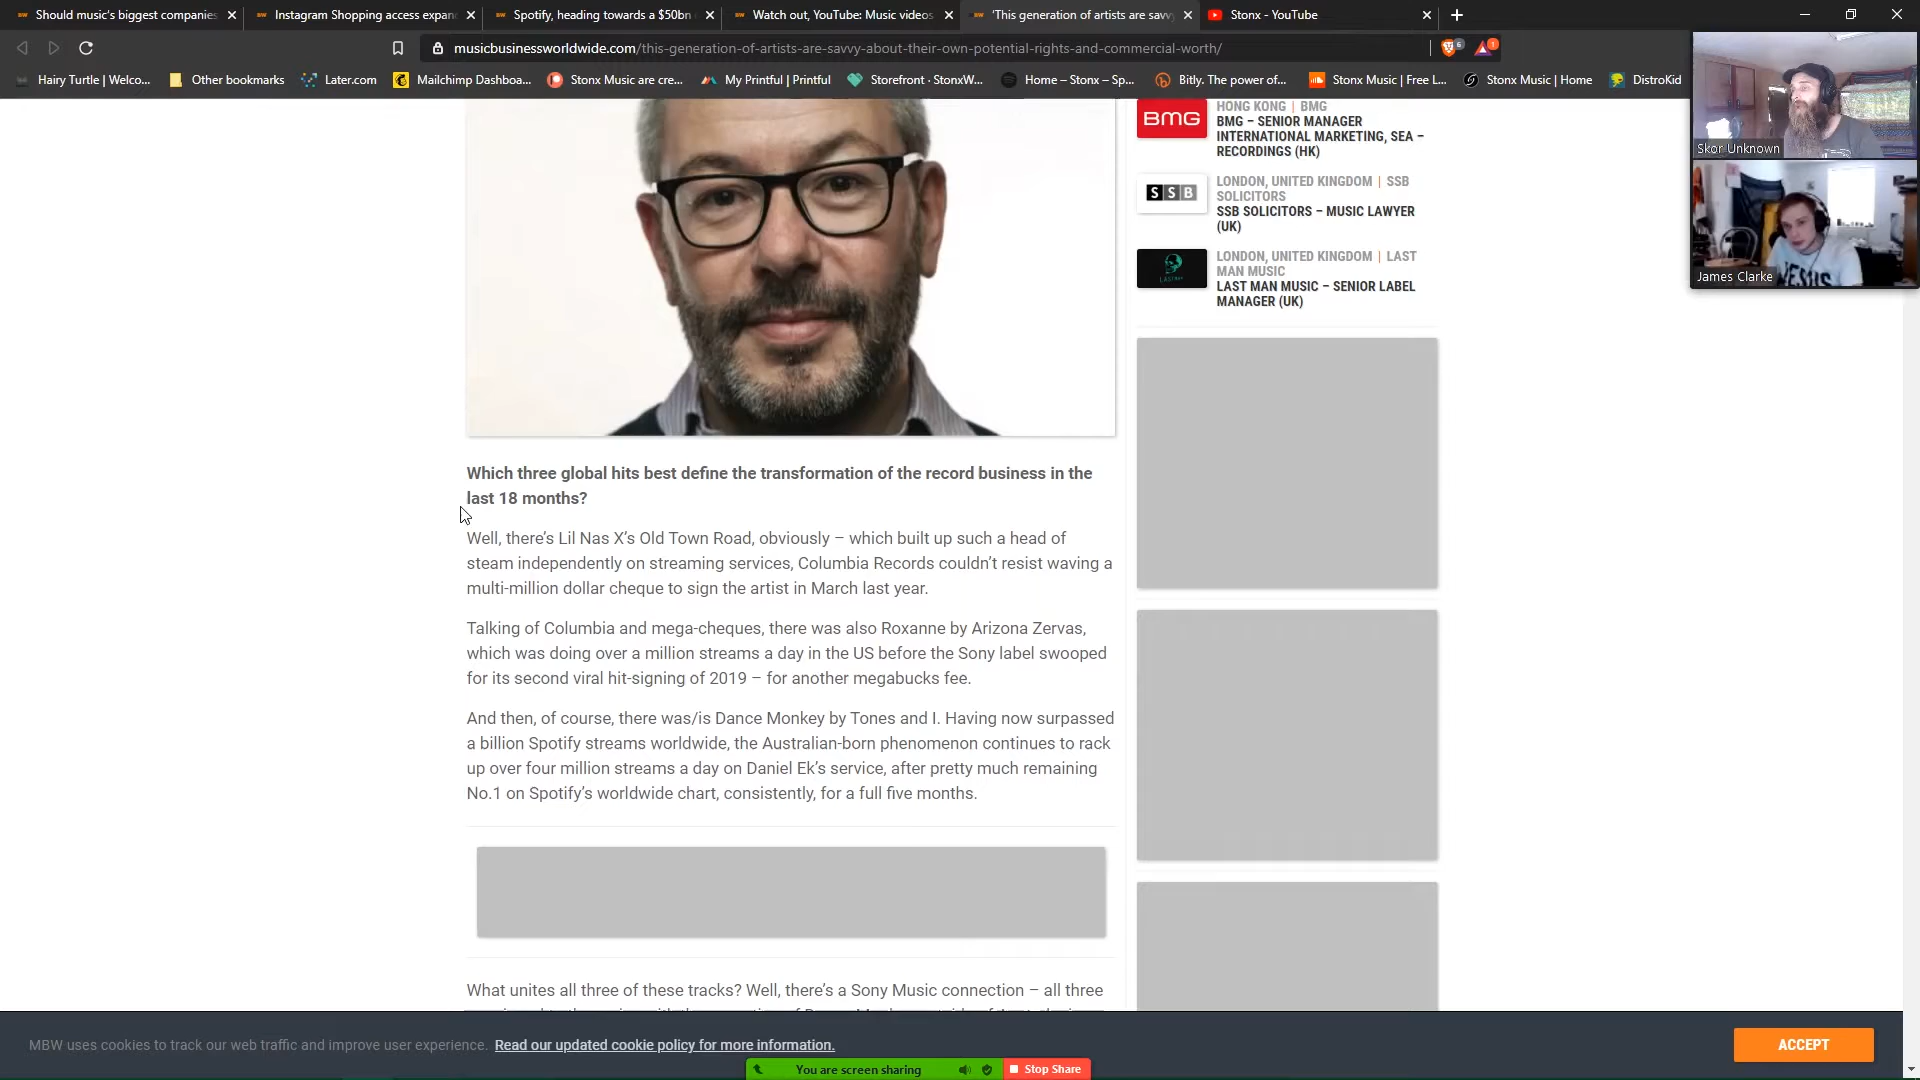 Should music's biggest companies
Instagram Shopping access expan
Spotify, heading towards a $50bn
Watch out, YouTube: Music videos
'This generation of artists are savvy
Stonx - YouTube
musicbusinessworldwide.com/this-generation-of-artists-are-savvy-about-their-own-potential-rights-and-commercial-worth/
6
1
Hairy Turtle | Welco...
Other bookmarks
Later.com
Mailchimp Dashboa...
Stonx Music are cre...
My Printful | Printful
Storefront · StonxW...
Home – Stonx – Sp...
Bitly. The power of...
Stonx Music | Free L...
Stonx Music | Home
DistroKid
Skor Unknown
James Clarke
BMG
HONG KONG | BMG
BMG – SENIOR MANAGER
INTERNATIONAL MARKETING, SEA –
RECORDINGS (HK)
SSB
LONDON, UNITED KINGDOM | SSB
SOLICITORS
SSB SOLICITORS – MUSIC LAWYER
(UK)
LONDON, UNITED KINGDOM | LAST
MAN MUSIC
LAST MAN MUSIC – SENIOR LABEL
MANAGER (UK)
Which three global hits best define the transformation of the record business in the
last 18 months?
Well, there's Lil Nas X's Old Town Road, obviously – which built up such a head of
steam independently on streaming services, Columbia Records couldn't resist waving a
multi-million dollar cheque to sign the artist in March last year.
Talking of Columbia and mega-cheques, there was also Roxanne by Arizona Zervas,
which was doing over a million streams a day in the US before the Sony label swooped
for its second viral hit-signing of 2019 – for another megabucks fee.
And then, of course, there was/is Dance Monkey by Tones and I. Having now surpassed
a billion Spotify streams worldwide, the Australian-born phenomenon continues to rack
up over four million streams a day on Daniel Ek's service, after pretty much remaining
No.1 on Spotify's worldwide chart, consistently, for a full five months.
What unites all three of these tracks? Well, there's a Sony Music connection – all three
MBW uses cookies to track our web traffic and improve user experience. Read our updated cookie policy for more information.
ACCEPT
You are screen sharing
Stop Share